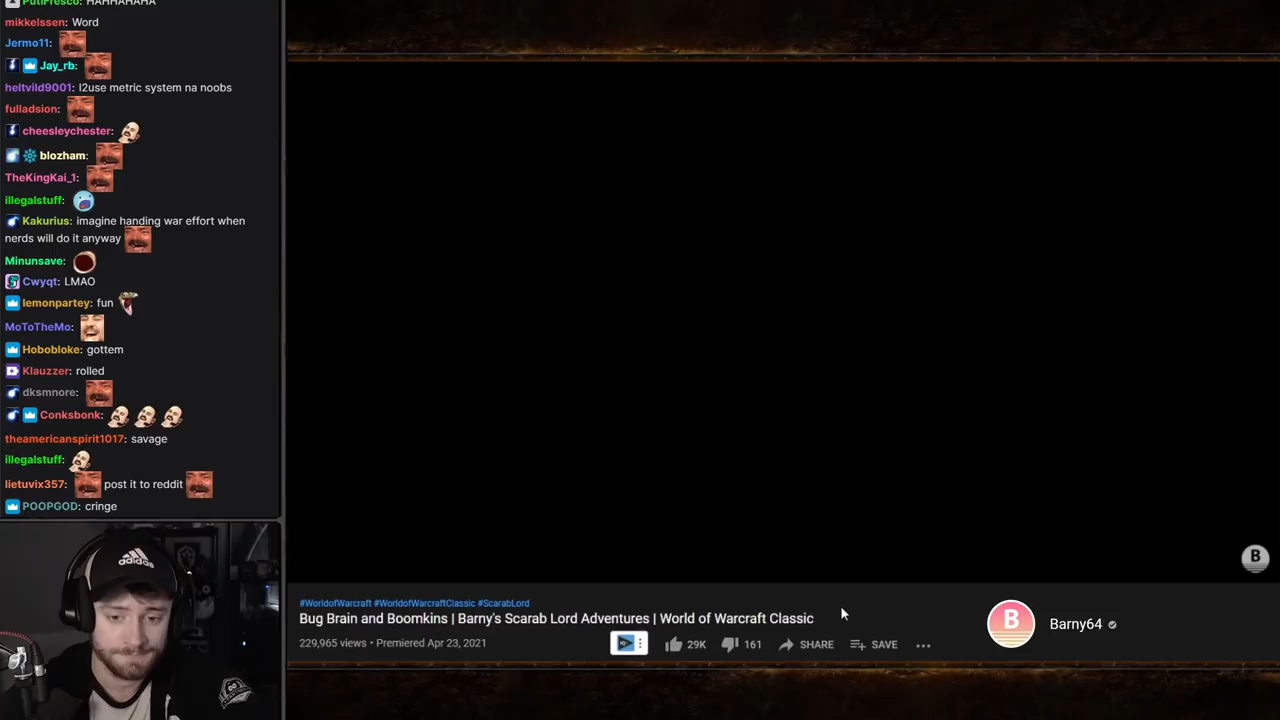 PutiFresco: HAHHAHAHA
mikkelssen: Word
Jermo11:
Jay_rb:
heltvild9001: l2use metric system na noobs
fulladsion:
cheesleychester:
blozham:
TheKingKai_1:
illegalstuff:
Kakurius: imagine handing war effort when
nerds will do it anyway
Minunsave:
Cwyqt: LMAO
lemonpartey: fun
MoToTheMo:
Hobobloke: gottem
Klauzzer: rolled
dksmnore:
Conksbonk:
theamericanspirit1017: savage
illegalstuff:
lietuvix357: post it to reddit
POOPGOD: cringe
adidas
B
#WorldofWarcraft #WorldofWarcraftClassic #ScarabLord
Bug Brain and Boomkins | Barny's Scarab Lord Adventures | World of Warcraft Classic
229,965 views • Premiered Apr 23, 2021
29K
161
SHARE
SAVE
B
Barny64